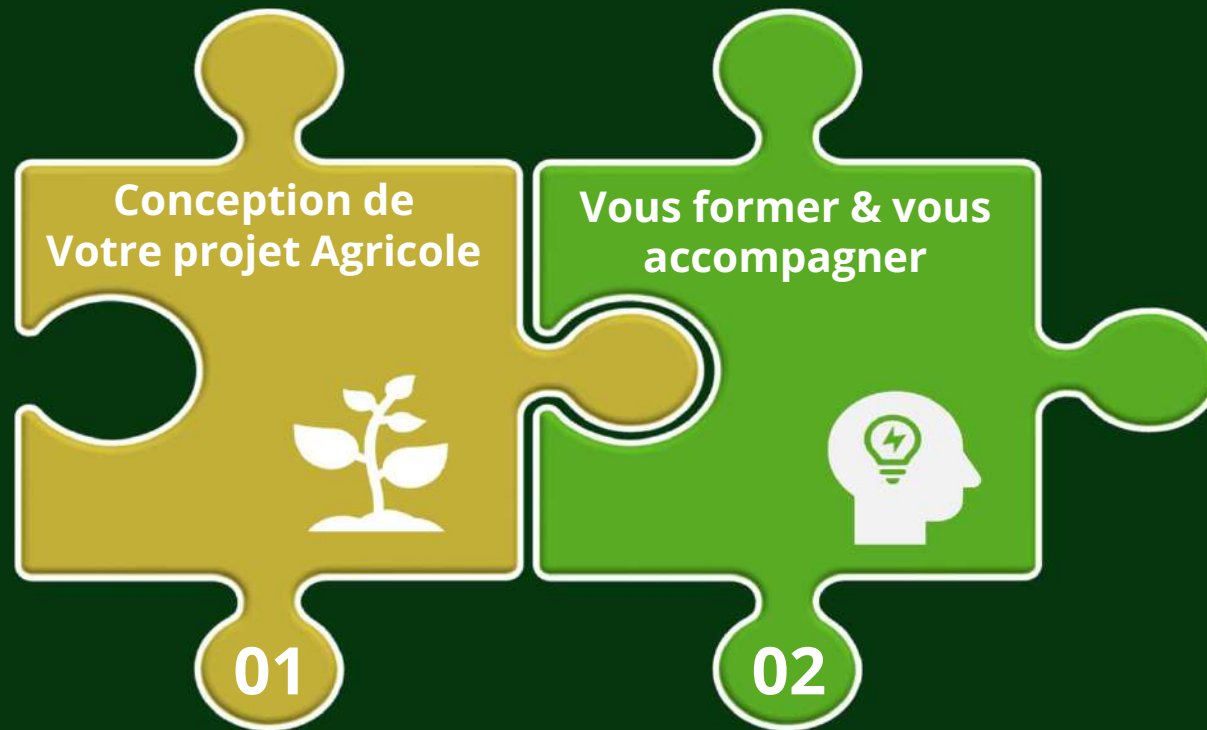 Conception de
Votre projet Agricole
Vous former & vous
accompagner
01
02